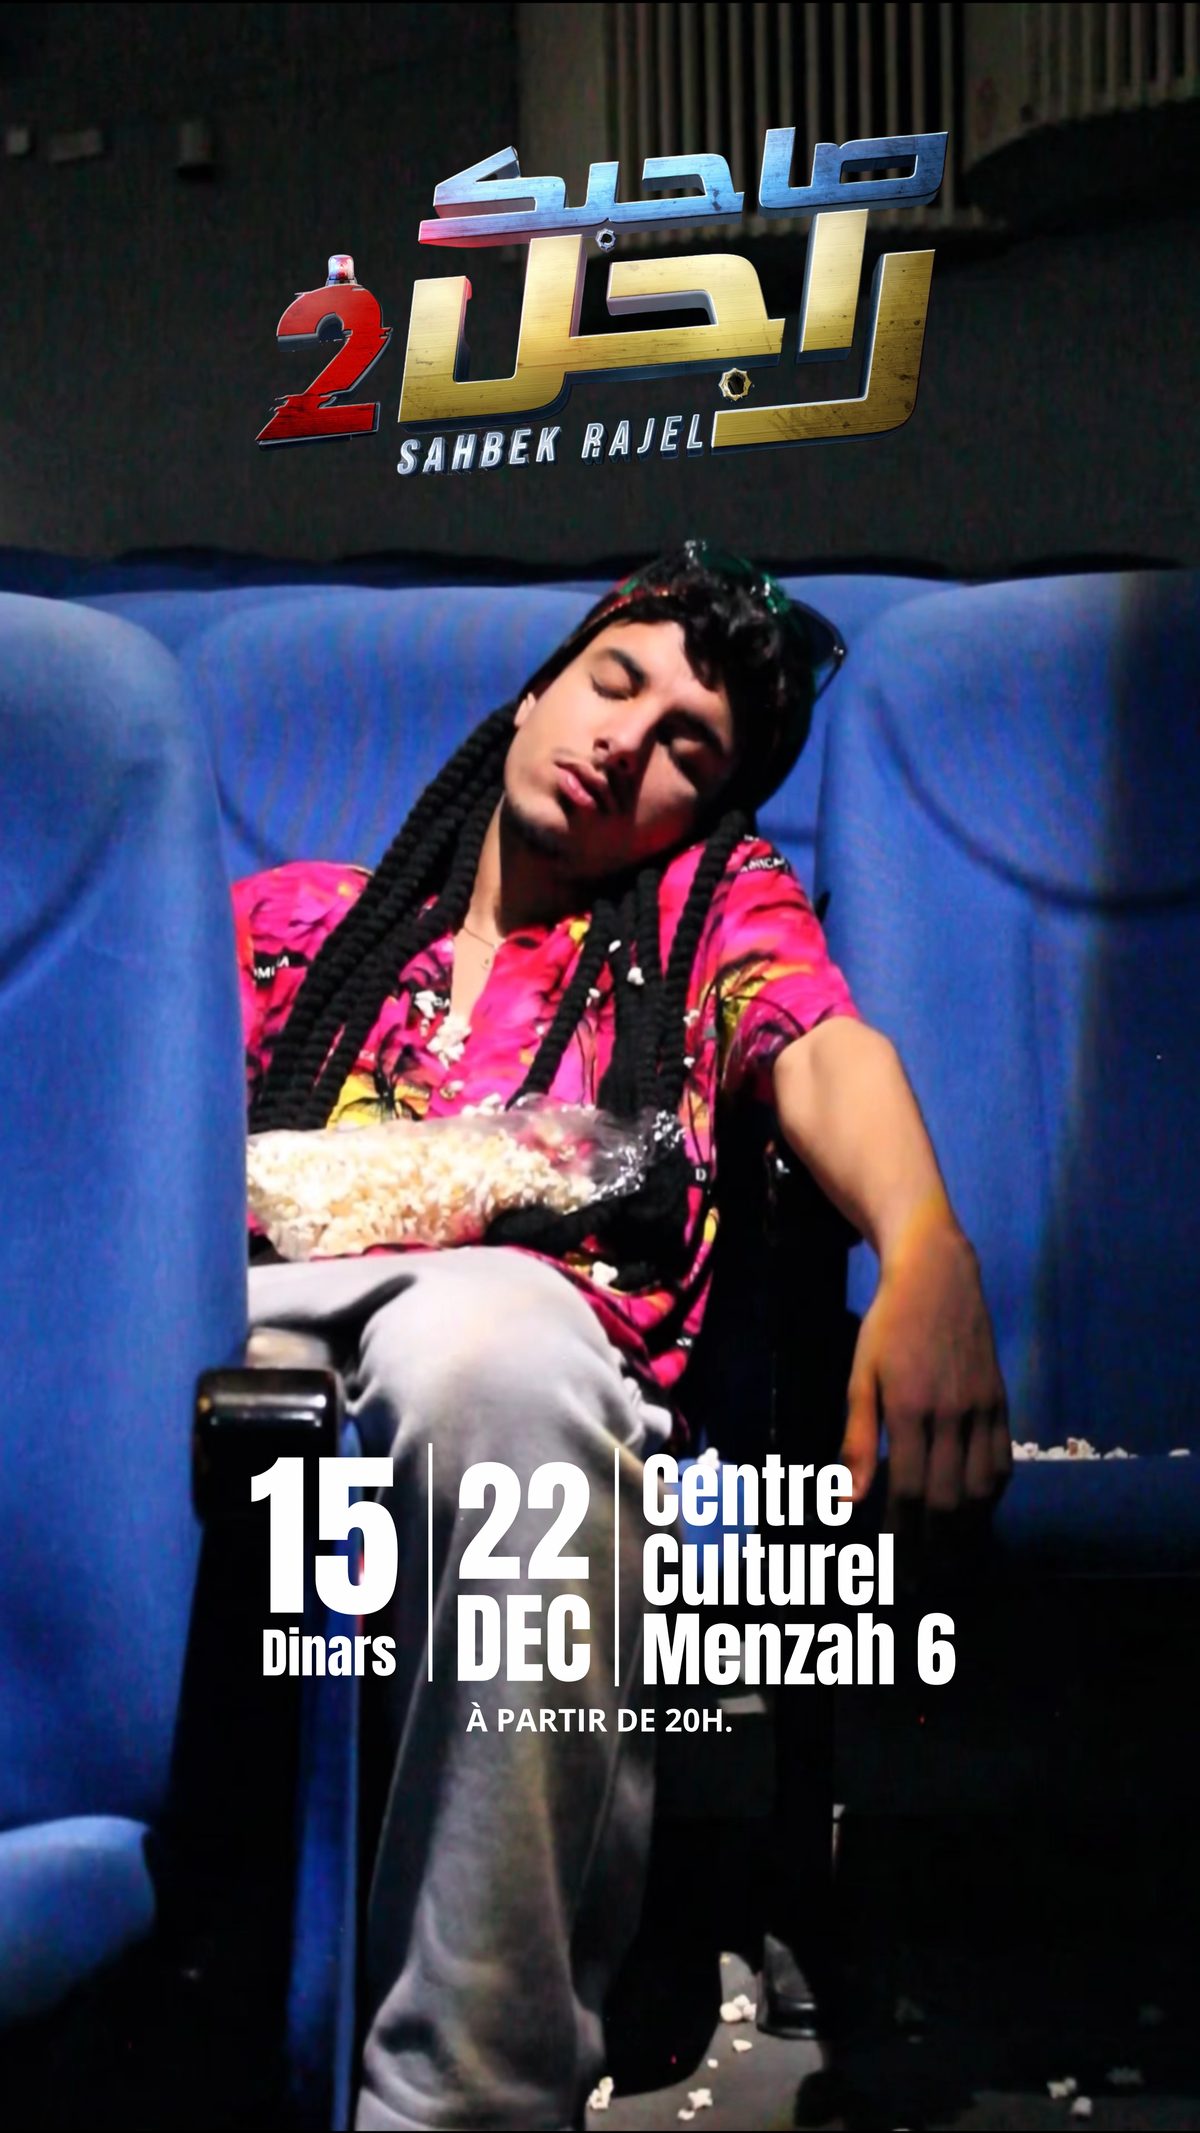 صاحبك
راجل 2
SAHBEK RAJEL
15
Dinars
22
DEC
Centre
Culturel
Menzah 6
À PARTIR DE 20H.